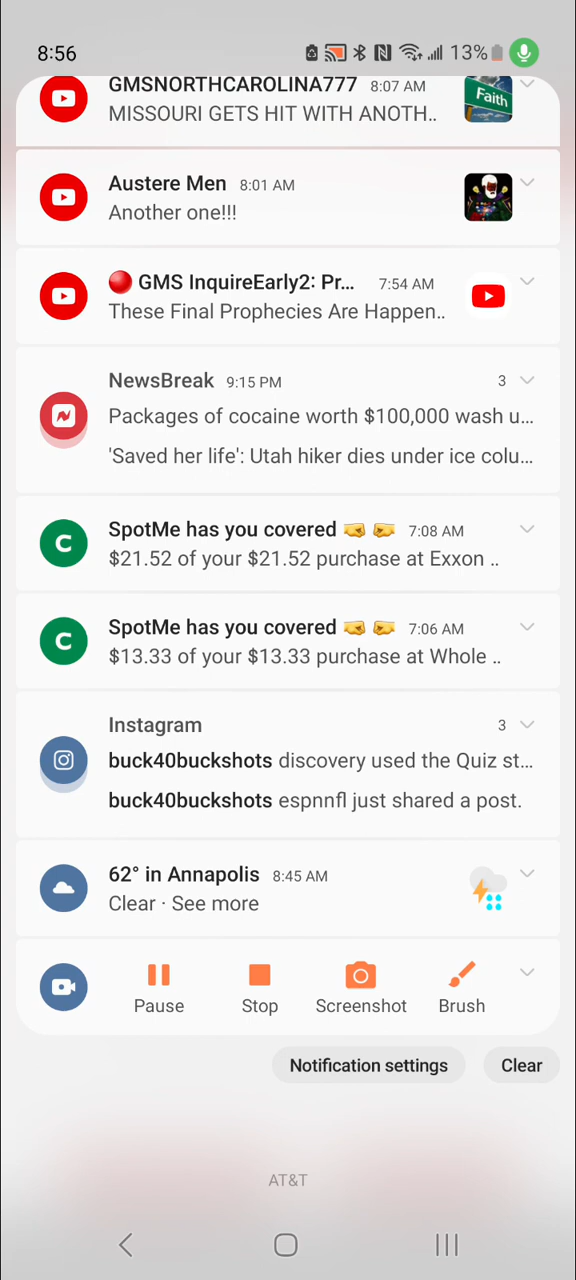 8:56 13%
GMSNORTHCAROLINA777 8:07 AM
MISSOURI GETS HIT WITH ANOTH..
Faith
Austere Men 8:01 AM
Another one!!!
GMS InquireEarly2: Pr... 7:54 AM
These Final Prophecies Are Happen..
NewsBreak 9:15 PM 3
Packages of cocaine worth $100,000 wash u...
'Saved her life': Utah hiker dies under ice colu...
C
SpotMe has you covered 🤜 🤛 7:08 AM
$21.52 of your $21.52 purchase at Exxon ..
C
SpotMe has you covered 🤜 🤛 7:06 AM
$13.33 of your $13.33 purchase at Whole ..
Instagram 3
buck40buckshots discovery used the Quiz st...
buck40buckshots espnnfl just shared a post.
62° in Annapolis 8:45 AM
Clear · See more
Pause Stop Screenshot Brush
Notification settings Clear
AT&T